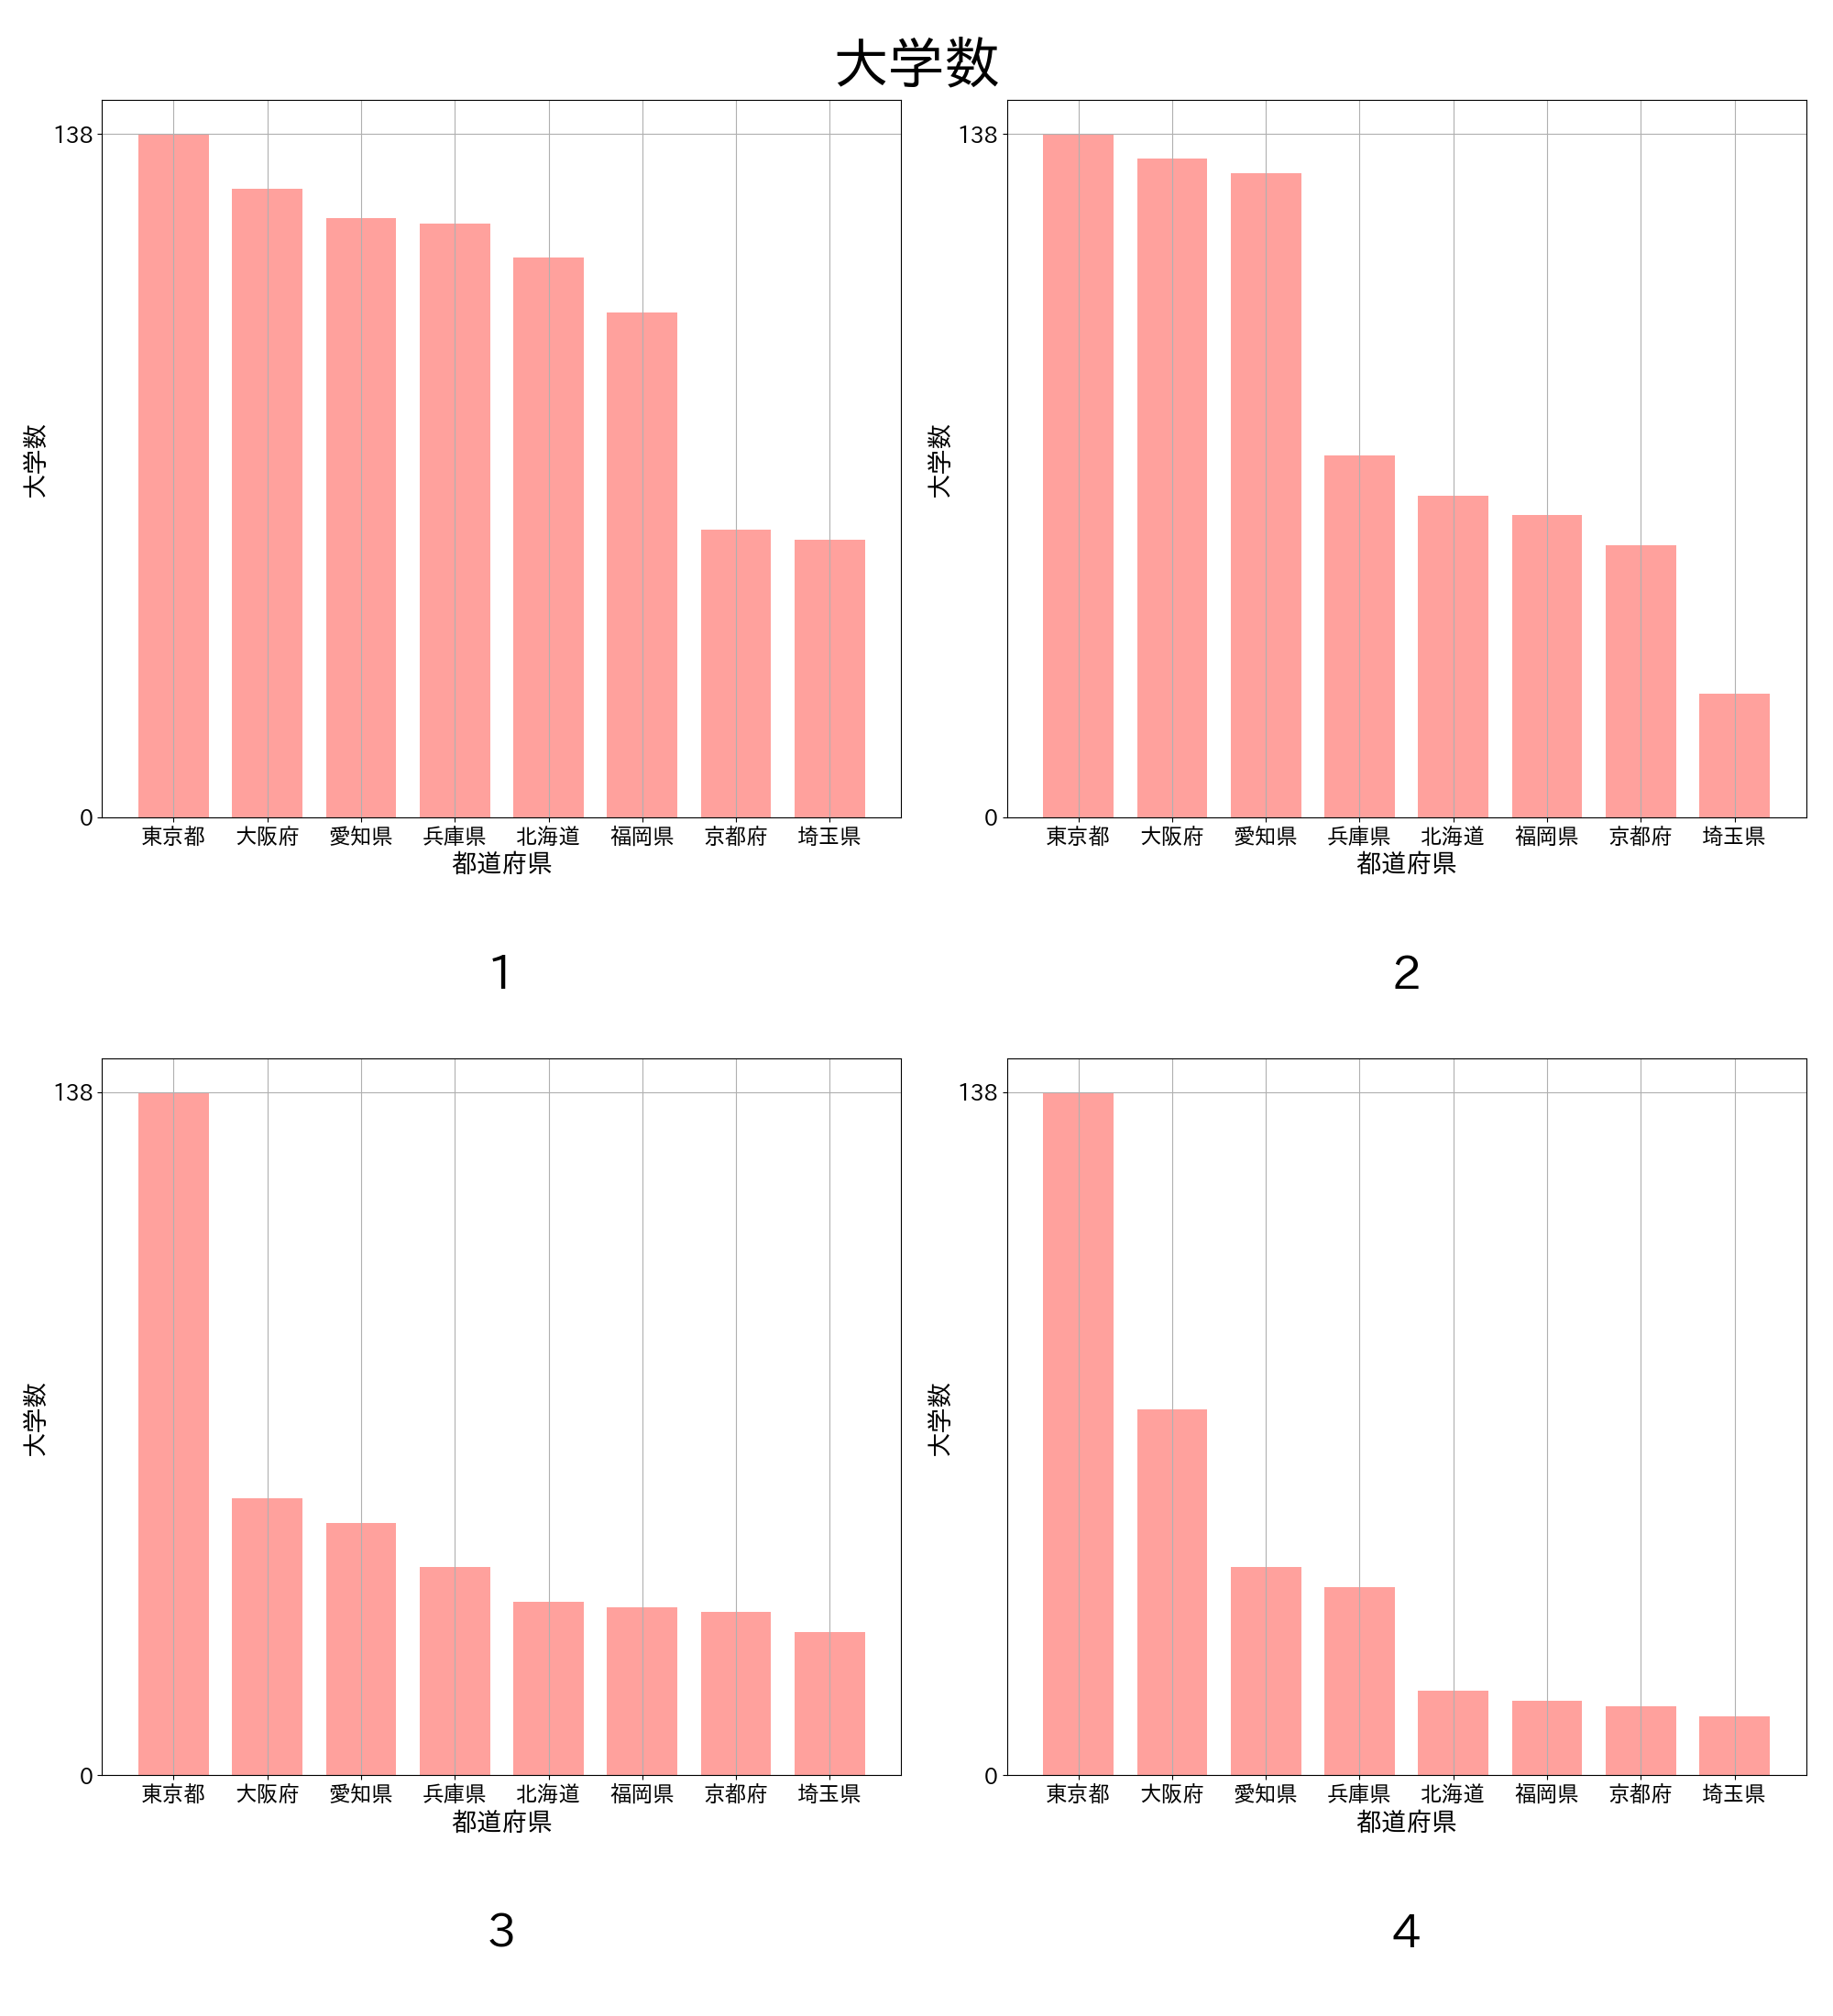 大学数
138
大学数
0
東京都 大阪府 愛知県 兵庫県 北海道 福岡県 京都府 埼玉県
都道府県
1
138
大学数
0
東京都 大阪府 愛知県 兵庫県 北海道 福岡県 京都府 埼玉県
都道府県
2
138
大学数
0
東京都 大阪府 愛知県 兵庫県 北海道 福岡県 京都府 埼玉県
都道府県
3
138
大学数
0
東京都 大阪府 愛知県 兵庫県 北海道 福岡県 京都府 埼玉県
都道府県
4